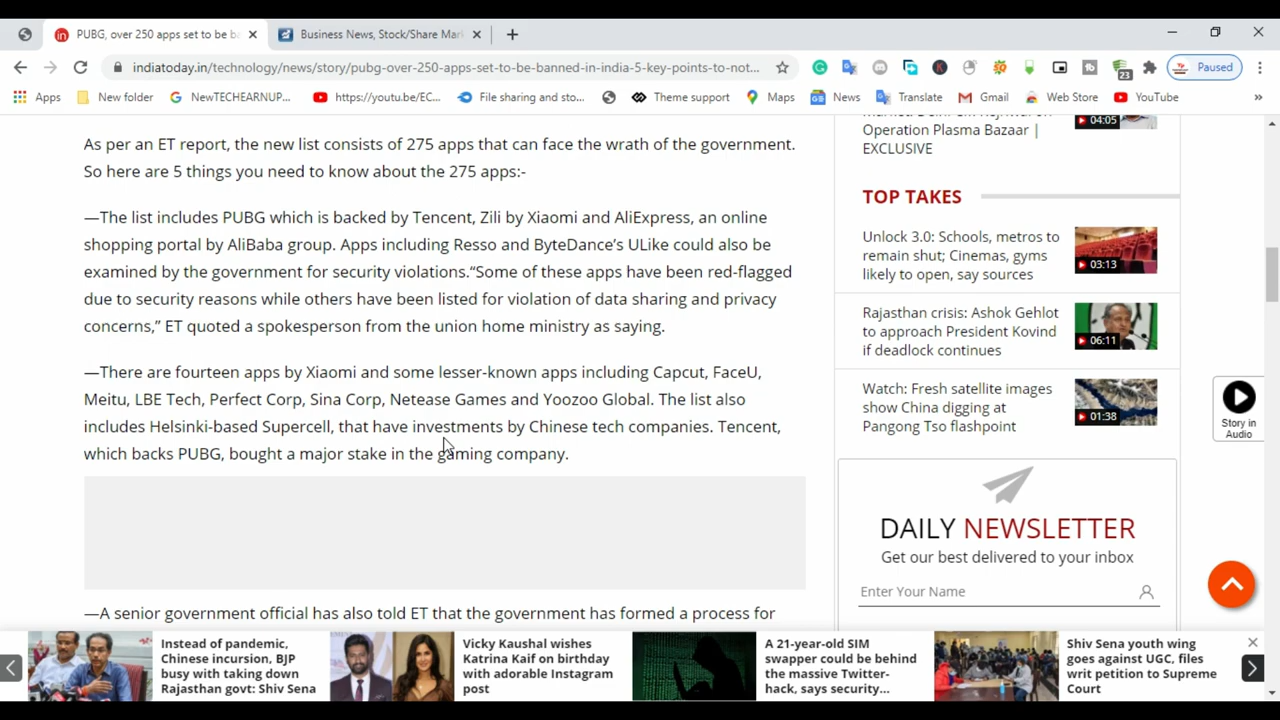 PUBG, over 250 apps set to be ba
Business News, Stock/Share Mark
indiatoday.in/technology/news/story/pubg-over-250-apps-set-to-be-banned-in-india-5-key-points-to-not...
23
Paused
Apps
New folder
NewTECHEARNUP...
https://youtu.be/EC...
File sharing and sto...
Theme support
Maps
News
Translate
Gmail
Web Store
YouTube
»
As per an ET report, the new list consists of 275 apps that can face the wrath of the government.
So here are 5 things you need to know about the 275 apps:-
—The list includes PUBG which is backed by Tencent, Zili by Xiaomi and AliExpress, an online
shopping portal by AliBaba group. Apps including Resso and ByteDance’s ULike could also be
examined by the government for security violations.“Some of these apps have been red-flagged
due to security reasons while others have been listed for violation of data sharing and privacy
concerns,” ET quoted a spokesperson from the union home ministry as saying.
—There are fourteen apps by Xiaomi and some lesser-known apps including Capcut, FaceU,
Meitu, LBE Tech, Perfect Corp, Sina Corp, Netease Games and Yoozoo Global. The list also
includes Helsinki-based Supercell, that have investments by Chinese tech companies. Tencent,
which backs PUBG, bought a major stake in the gaming company.
—A senior government official has also told ET that the government has formed a process for
Operation Plasma Bazaar |
EXCLUSIVE
04:05
TOP TAKES
Unlock 3.0: Schools, metros to
remain shut; Cinemas, gyms
likely to open, say sources
03:13
Rajasthan crisis: Ashok Gehlot
to approach President Kovind
if deadlock continues
06:11
Watch: Fresh satellite images
show China digging at
Pangong Tso flashpoint
01:38
Story in
Audio
DAILY NEWSLETTER
Get our best delivered to your inbox
Enter Your Name
Instead of pandemic,
Chinese incursion, BJP
busy with taking down
Rajasthan govt: Shiv Sena
Vicky Kaushal wishes
Katrina Kaif on birthday
with adorable Instagram
post
A 21-year-old SIM
swapper could be behind
the massive Twitter-
hack, says security...
Shiv Sena youth wing
goes against UGC, files
writ petition to Supreme
Court